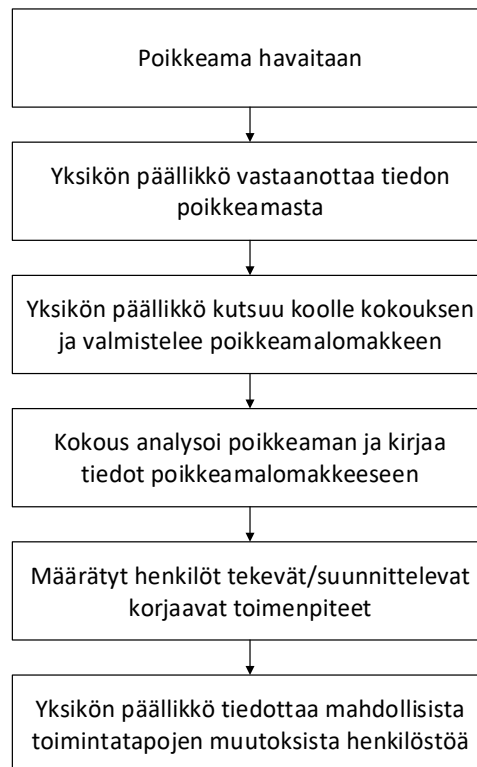 Poikkeama havaitaan
Yksikön päällikkö vastaanottaa tiedon
poikkeamasta
Yksikön päällikkö kutsuu koolle kokouksen
ja valmistelee poikkeamalomakkeen
Kokous analysoi poikkeaman ja kirjaa
tiedot poikkeamalomakkeeseen
Määrätyt henkilöt tekevät/suunnittelevat
korjaavat toimenpiteet
Yksikön päällikkö tiedottaa mahdollisista
toimintatapojen muutoksista henkilöstöä